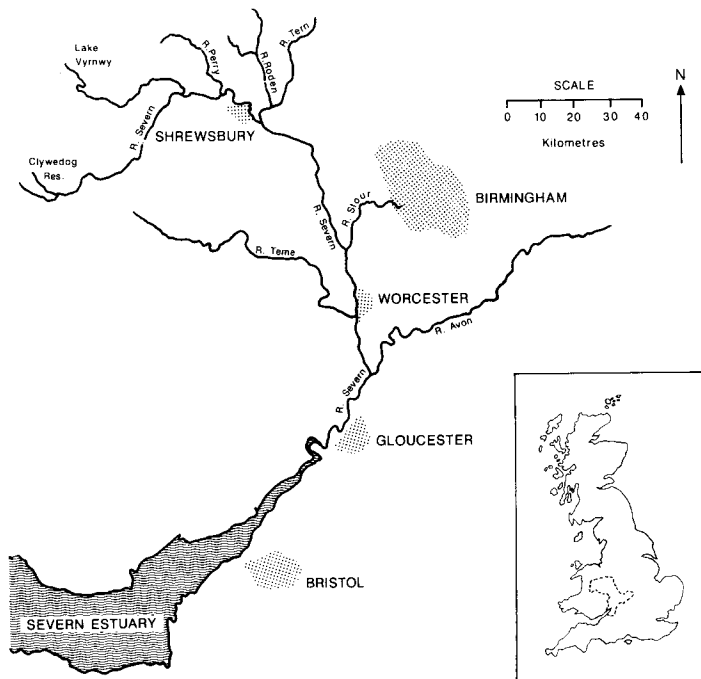 Lake
Vyrnwy
R. Perry
R. Roden
R. Tern
R. Severn
SHREWSBURY
Clywedog
Res.
SCALE
0 10 20 30 40
Kilometres
N
BIRMINGHAM
R. Stour
R. Severn
R. Teme
WORCESTER
R. Avon
R. Severn
GLOUCESTER
BRISTOL
SEVERN ESTUARY